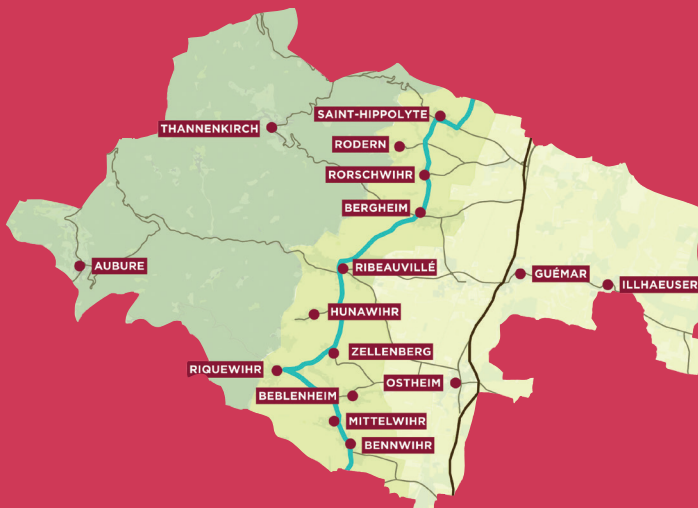 SAINT-HIPPOLYTE
THANNENKIRCH
RODERN
RORSCHWIHR
BERGHEIM
AUBURE
RIBEAUVILLÉ
GUÉMAR
ILLHAEUSER
HUNAWIHR
ZELLENBERG
RIQUEWIHR
OSTHEIM
BEBLENHEIM
MITTELWIHR
BENNWIHR